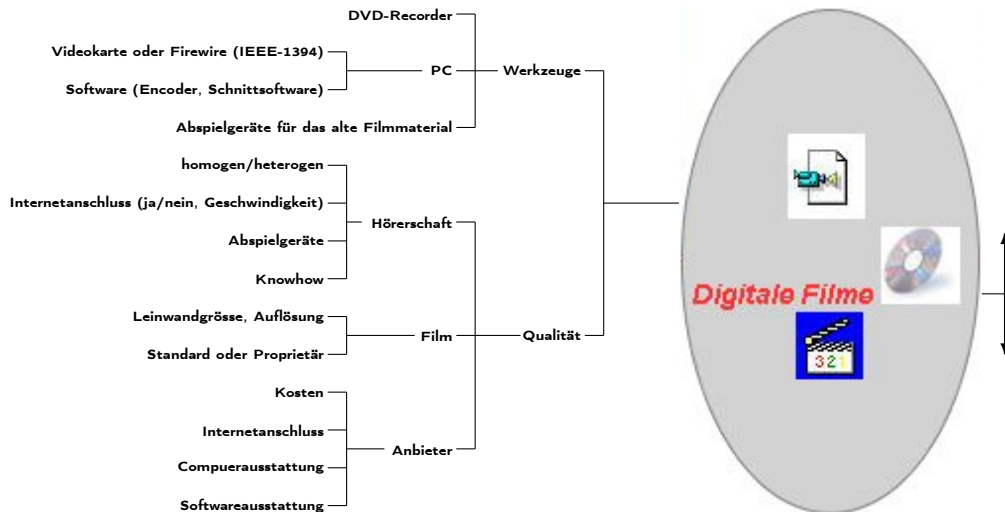 DVD-Recorder
Videokarte oder Firewire (IEEE-1394)
PC
Werkzeuge
Software (Encoder, Schnittsoftware)
Abspielgeräte für das alte Filmmaterial
homogen/heterogen
Internetanschluss (ja/nein, Geschwindigkeit)
Hörerschaft
Abspielgeräte
Knowhow
Leinwandgrösse, Auflösung
Film
Qualität
Standard oder Proprietär
Kosten
Internetanschluss
Anbieter
Compuerausstattung
Softwareausstattung
Digitale Filme
321